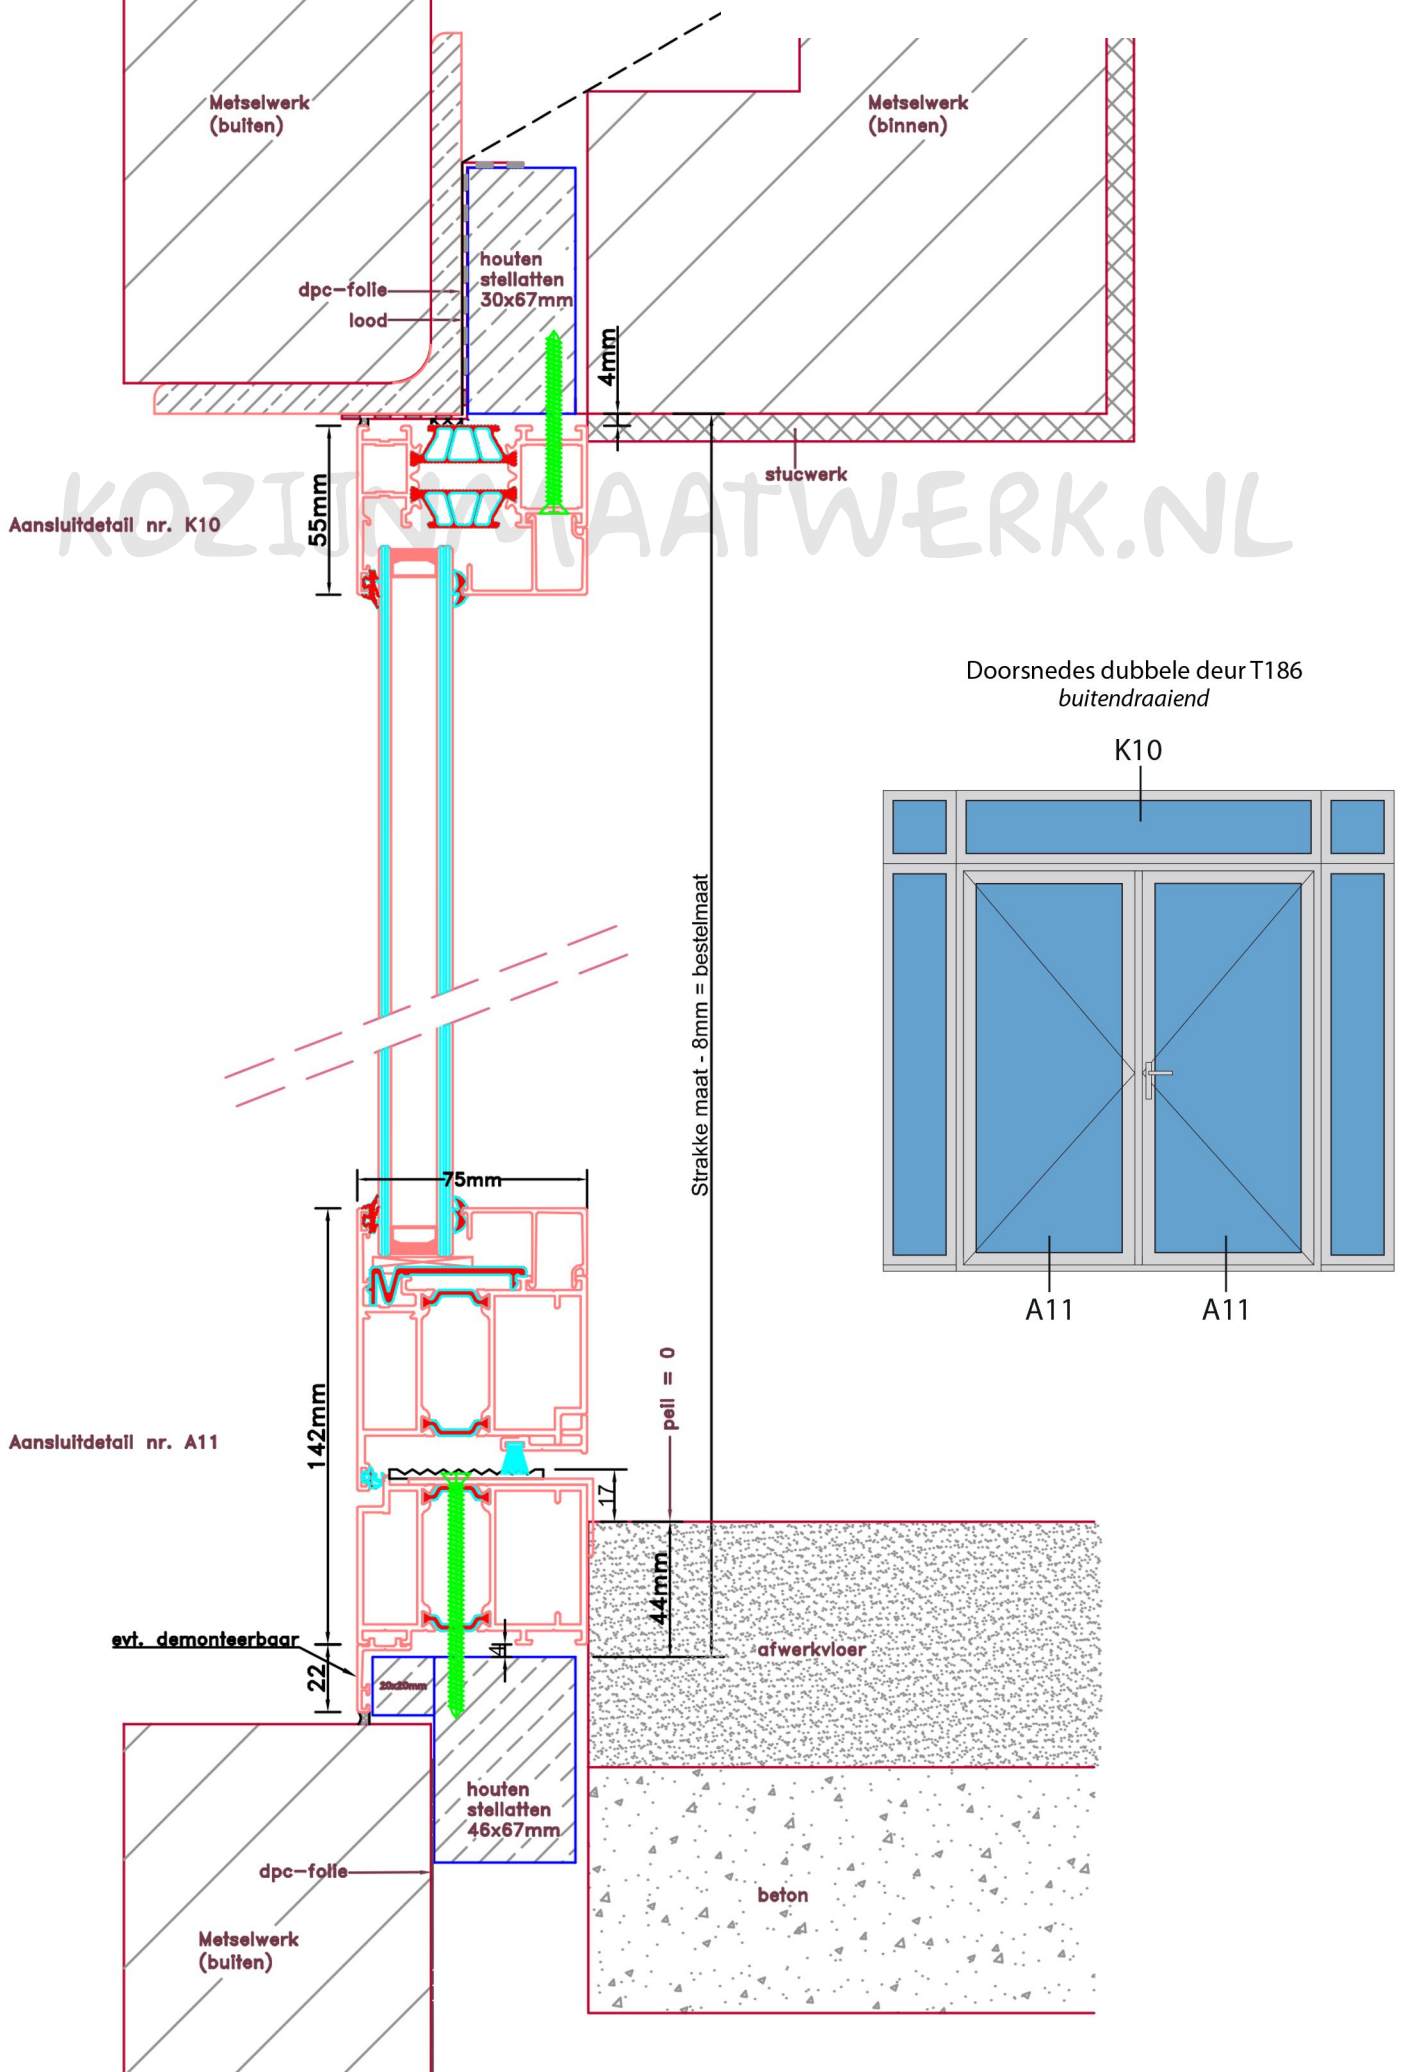 Metselwerk
(buiten)
Metselwerk
(binnen)
houten
stellatten
30x67mm
dpc-folie
lood
4mm
stucwerk
KOZIJNMAATWERK.NL
Aansluitdetail nr. K10
55mm
Doorsnedes dubbele deur T186
buitendraaiend
K10
Strakke maat - 8mm = bestelmaat
75mm
A11
A11
peil = 0
142mm
Aansluitdetail nr. A11
17
44mm
evt. demonteerbaar
4
afwerkvloer
22
20x20mm
houten
stellatten
46x67mm
dpc-folie
beton
Metselwerk
(buiten)